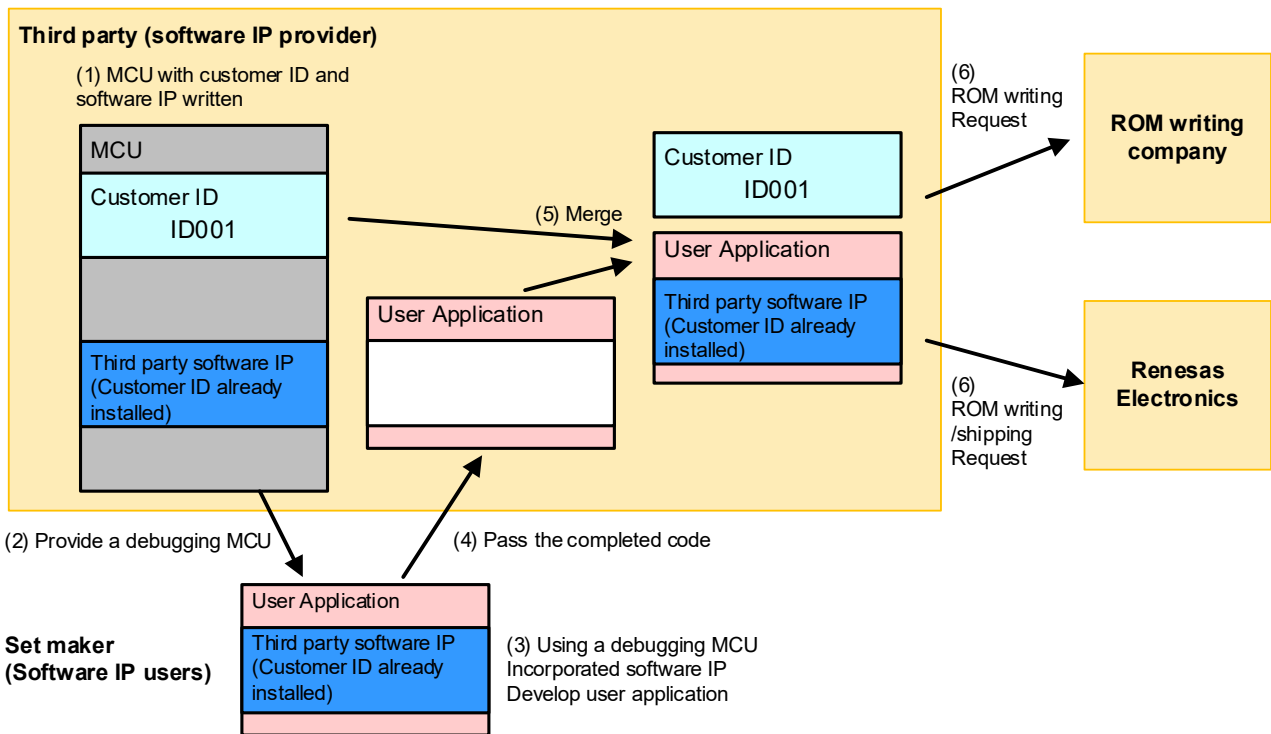 Third party (software IP provider)
(1) MCU with customer ID and
software IP written
MCU
Customer ID
ID001
Third party software IP
(Customer ID already
installed)
(5) Merge
User Application
Customer ID
ID001
User Application
Third party software IP
(Customer ID already
installed)
(6)
ROM writing
Request
ROM writing
company
(6)
ROM writing
/shipping
Request
Renesas
Electronics
(2) Provide a debugging MCU
(4) Pass the completed code
Set maker
(Software IP users)
User Application
Third party software IP
(Customer ID already
installed)
(3) Using a debugging MCU
Incorporated software IP
Develop user application